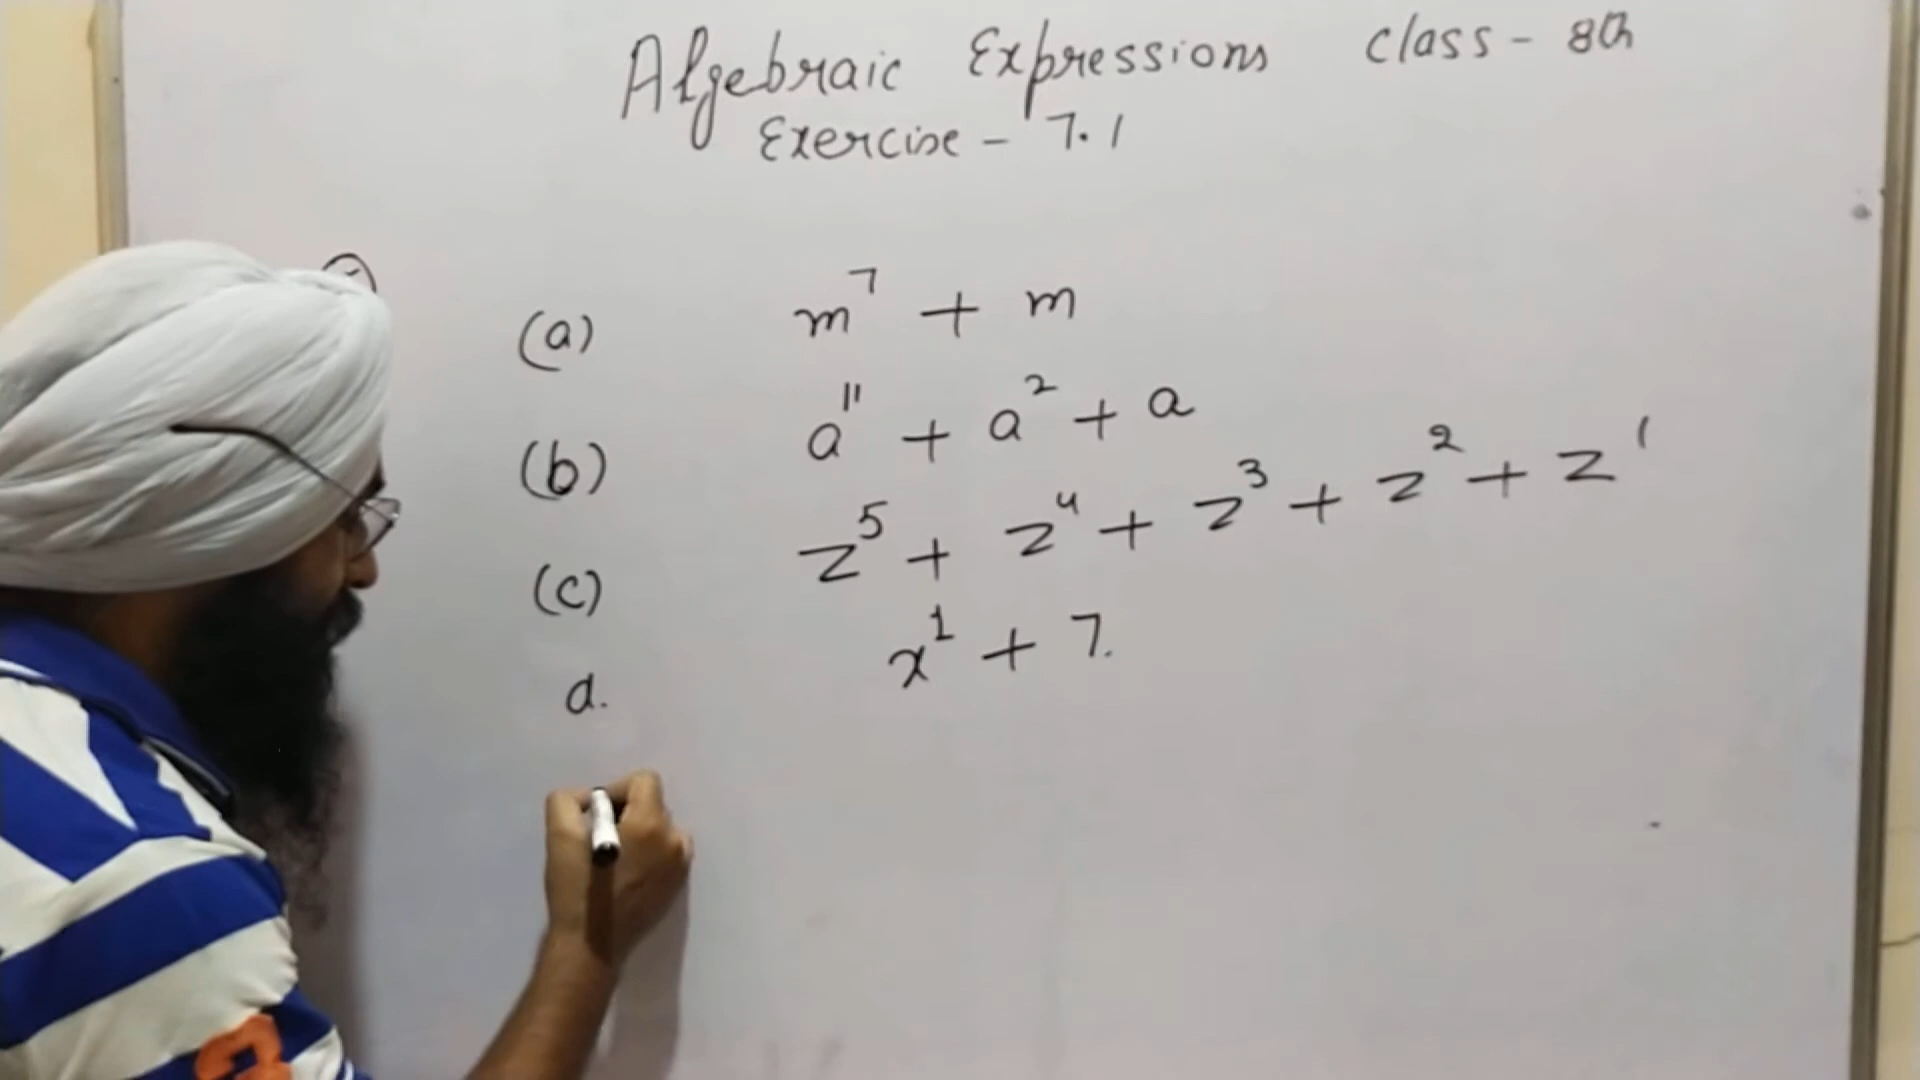 Algebraic Expressions class - 8th
Exercise - 7.1
(a) m⁷ + m
(b) a¹¹ + a² + a
(c) z⁵ + z⁴ + z³ + z² + z¹
d. x¹ + 7.